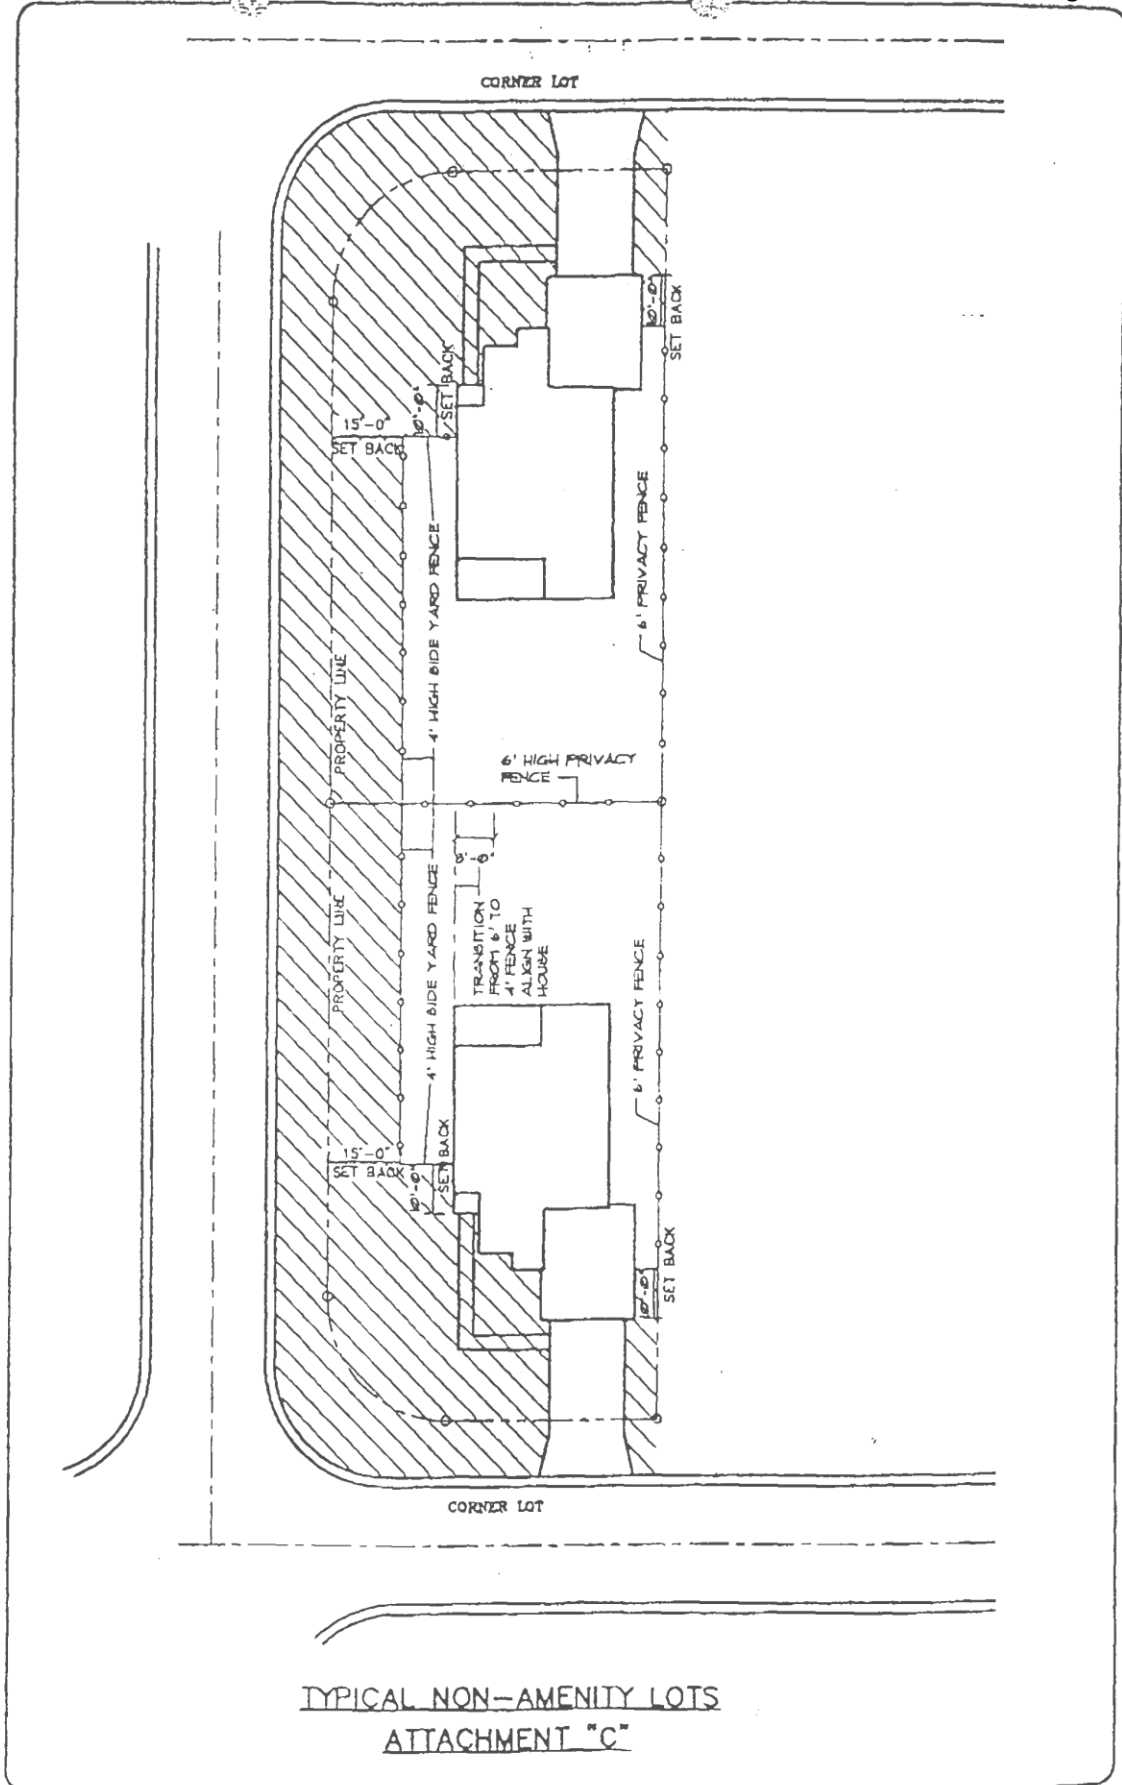 CORNER LOT
10'-0"
SET BACK
10'-0"
SET BACK
15'-0"
SET BACK
4' HIGH SIDE YARD FENCE
6' PRIVACY FENCE
PROPERTY LINE
6' HIGH PRIVACY
FENCE
PROPERTY LINE
4' HIGH SIDE YARD FENCE
TRANSITION
FROM 6' TO
4' FENCE
ALIGN WITH
HOUSE
6' PRIVACY FENCE
15'-0"
SET BACK
10'-0"
SET BACK
10'-0"
SET BACK
CORNER LOT
TYPICAL NON-AMENITY LOTS
ATTACHMENT "C"